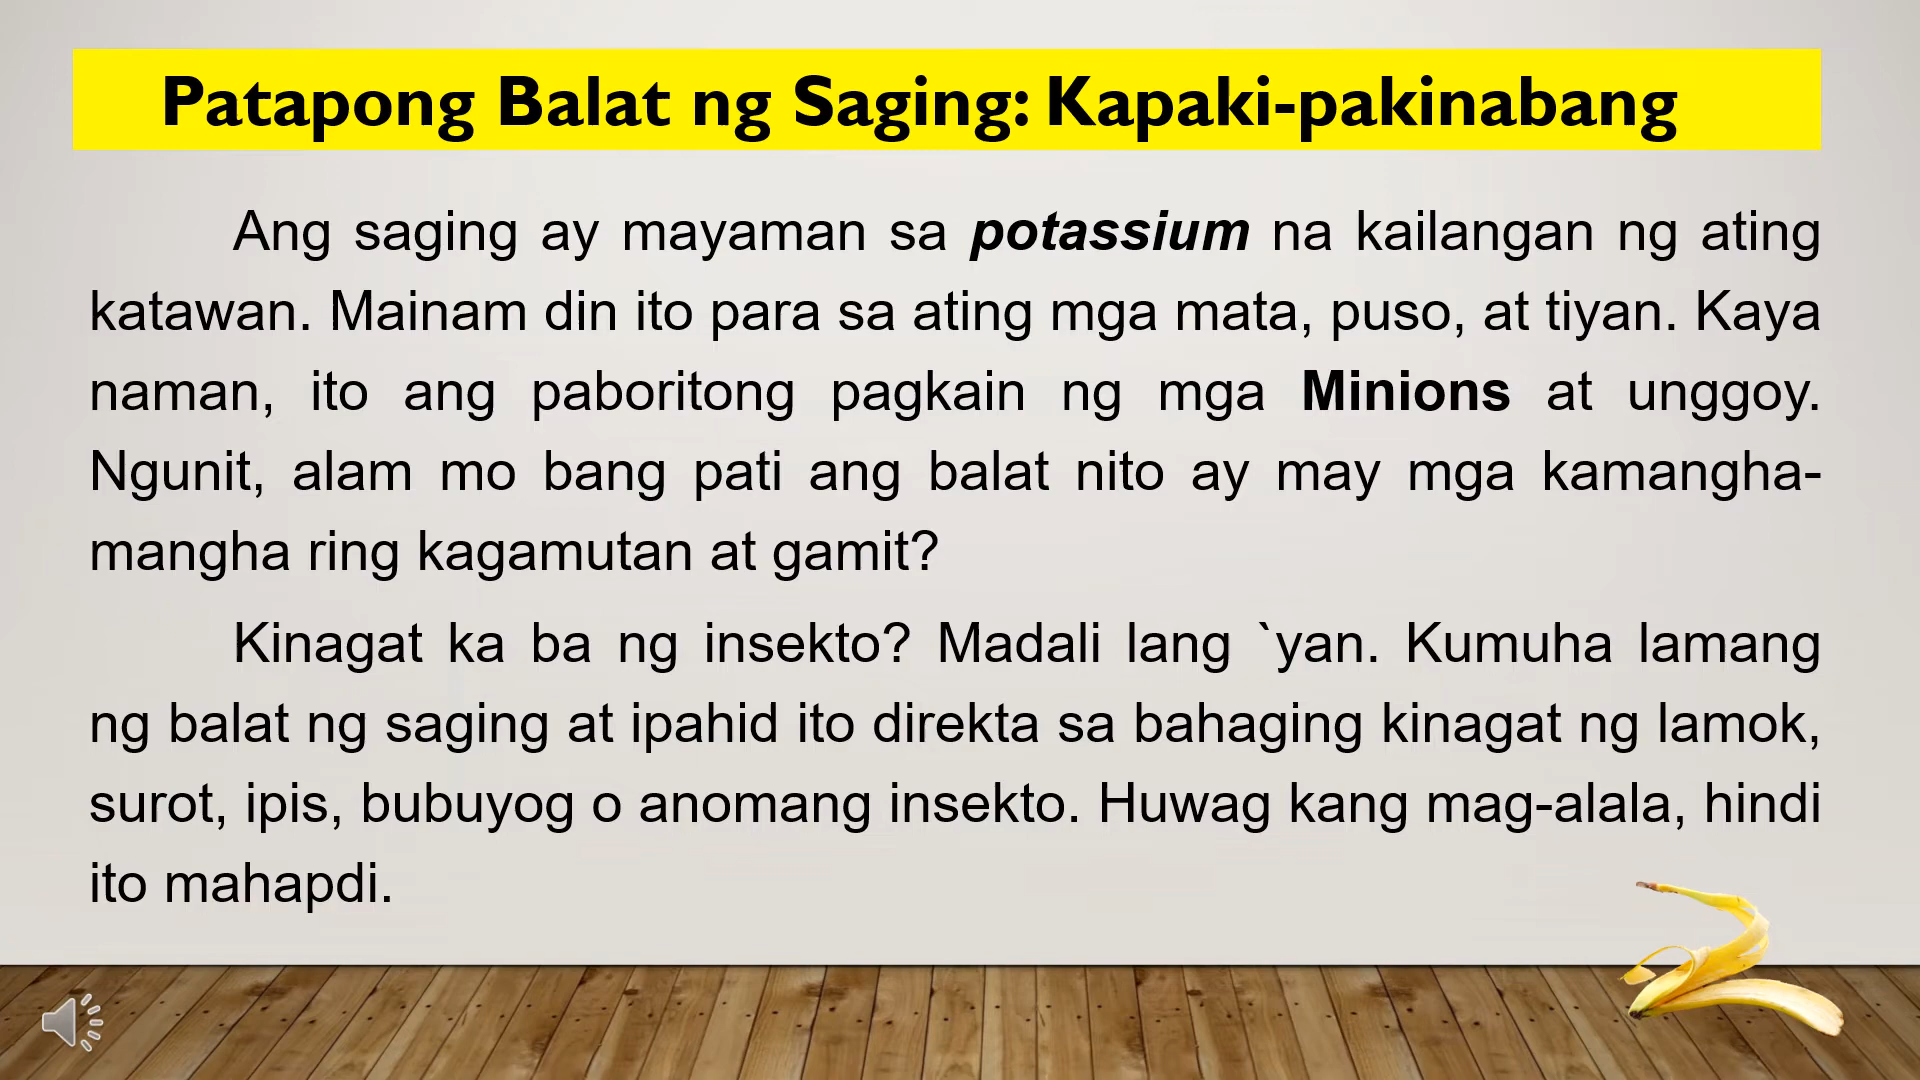 Patapong Balat ng Saging: Kapaki-pakinabang
Ang saging ay mayaman sa potassium na kailangan ng ating
katawan. Mainam din ito para sa ating mga mata, puso, at tiyan. Kaya
naman, ito ang paboritong pagkain ng mga Minions at unggoy.
Ngunit, alam mo bang pati ang balat nito ay may mga kamangha-
mangha ring kagamutan at gamit?
Kinagat ka ba ng insekto? Madali lang `yan. Kumuha lamang
ng balat ng saging at ipahid ito direkta sa bahaging kinagat ng lamok,
surot, ipis, bubuyog o anomang insekto. Huwag kang mag-alala, hindi
ito mahapdi.